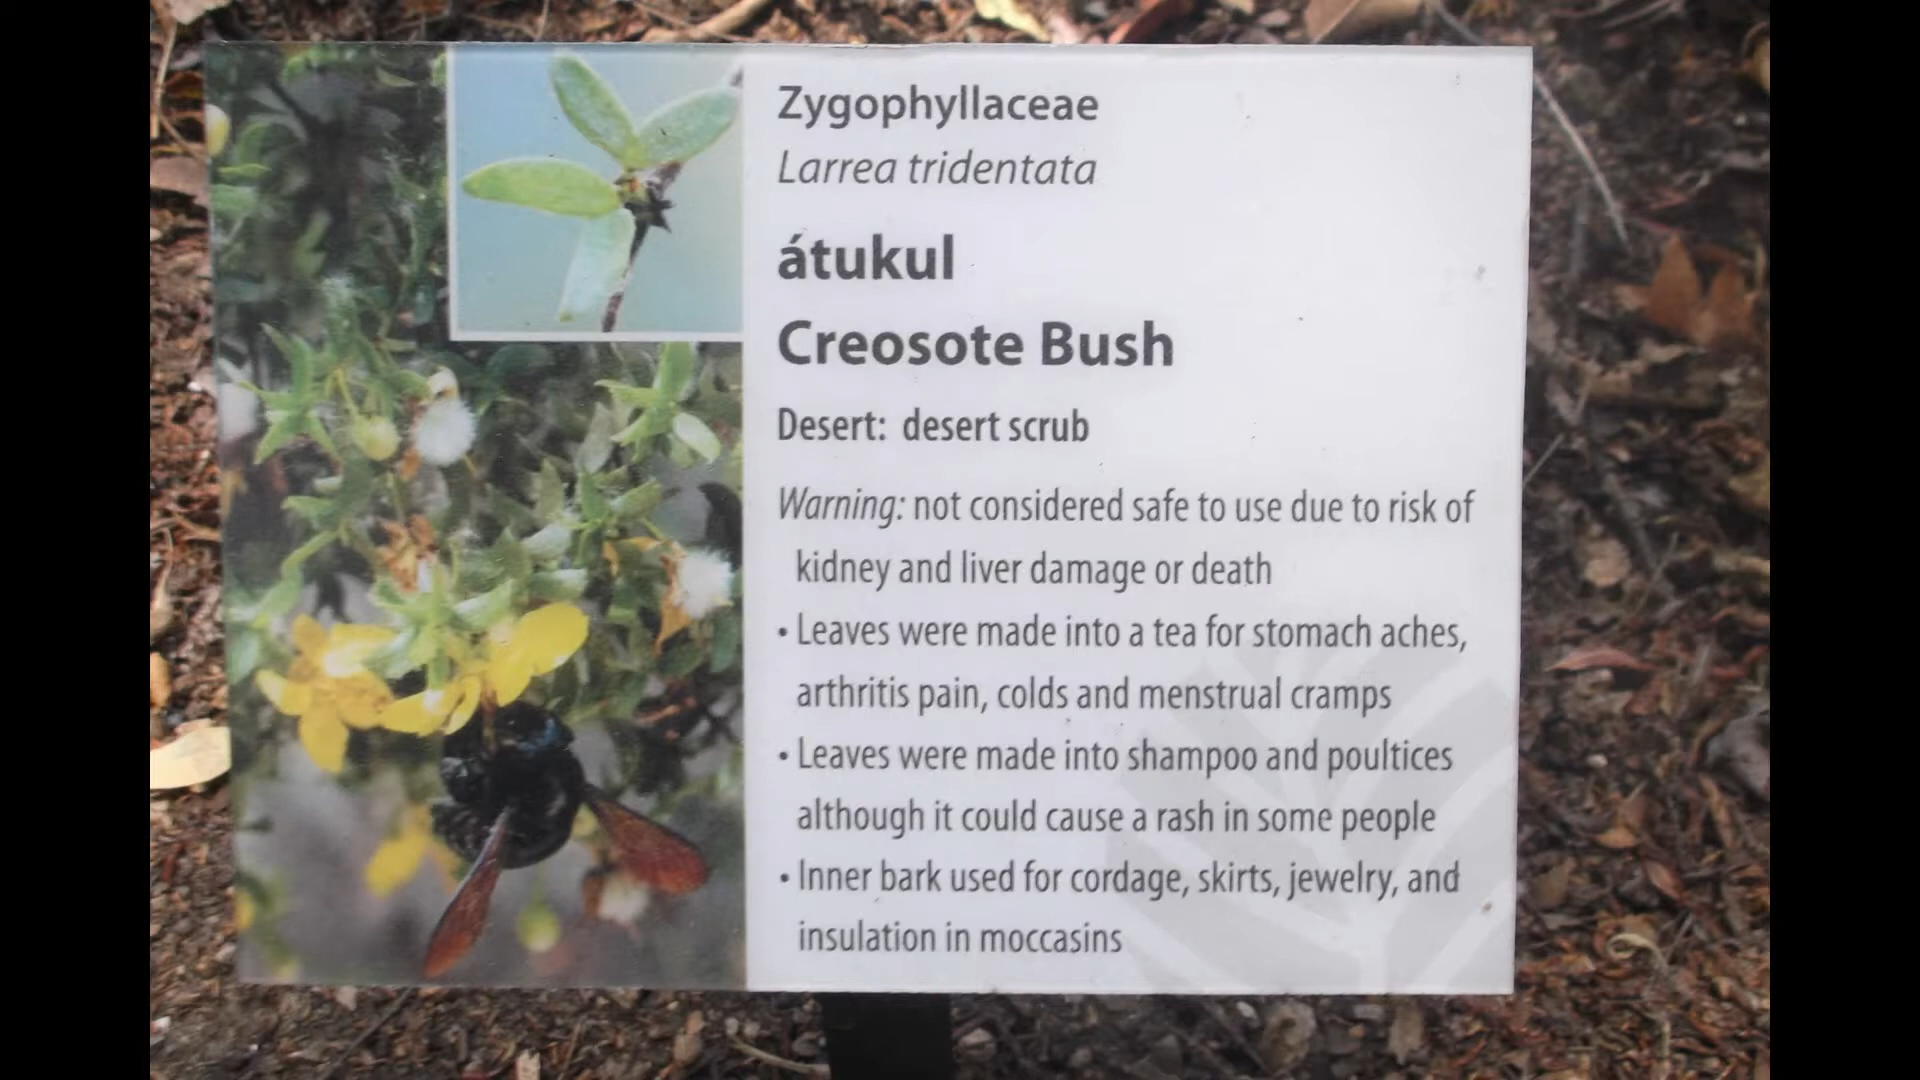 Zygophyllaceae
Larrea tridentata
átukul
Creosote Bush
Desert: desert scrub
Warning: not considered safe to use due to risk of
kidney and liver damage or death
• Leaves were made into a tea for stomach aches,
arthritis pain, colds and menstrual cramps
• Leaves were made into shampoo and poultices
although it could cause a rash in some people
• Inner bark used for cordage, skirts, jewelry, and
insulation in moccasins